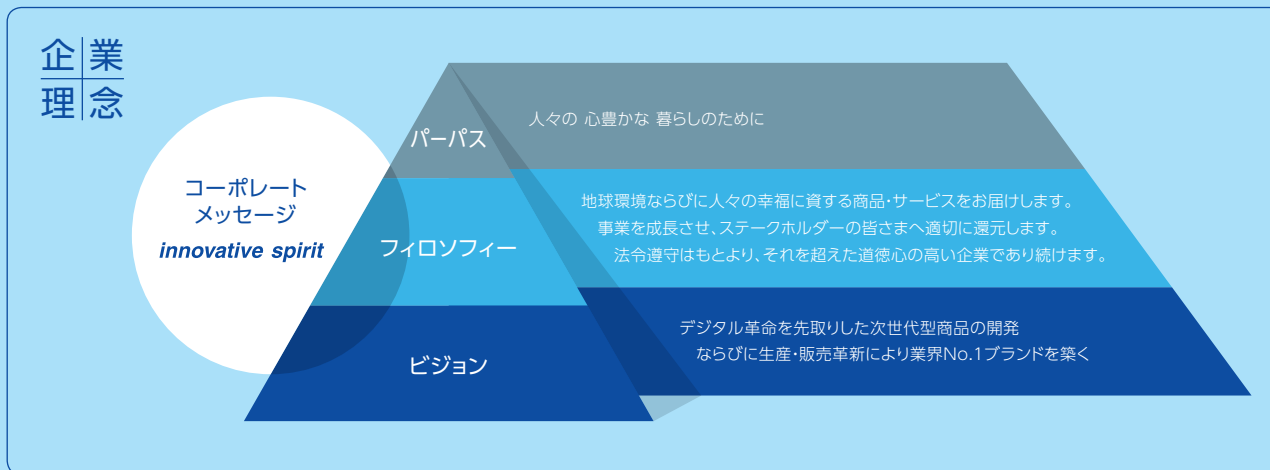 企業
理念
コーポレート
メッセージ
innovative spirit
パーパス
人々の 心豊かな 暮らしのために
フィロソフィー
地球環境ならびに人々の幸福に資する商品・サービスをお届けします。
事業を成長させ、ステークホルダーの皆さまへ適切に還元します。
法令遵守はもとより、それを超えた道徳心の高い企業であり続けます。
ビジョン
デジタル革命を先取りした次世代型商品の開発
ならびに生産・販売革新により業界No.1ブランドを築く